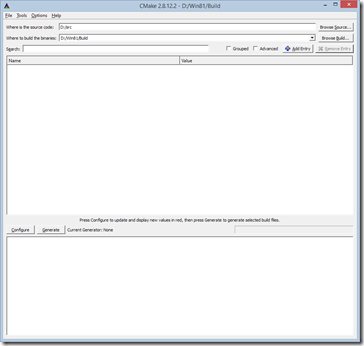 CMake 2.8.12.2 - D:/Win81/Build
File Tools Options Help
Where is the source code: D:/src Browse Source...
Where to build the binaries: D:/Win81/Build Browse Build...
Search: Grouped Advanced Add Entry Remove Entry
Name Value
Press Configure to update and display new values in red, then press Generate to generate selected build files.
Configure Generate Current Generator: None